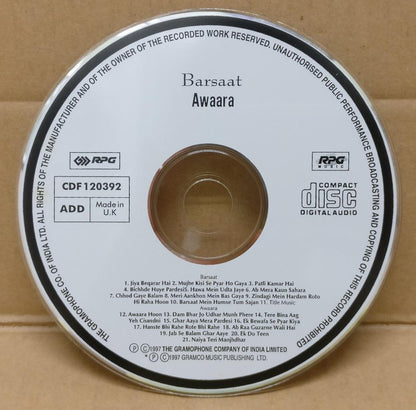 ALL RIGHTS OF THE MANUFACTURER AND OF THE OWNER OF THE RECORDED WORK RESERVED. UNAUTHORISED PUBLIC PERFORMANCE BROADCASTING AND COPYING OF THIS RECORD PROHIBITED
THE GRAMOPHONE CO. OF INDIA LTD.
Barsaat
Awaara
RPG
RPG
MUSIC
CDF 120392
ADD
Made in
U.K
COMPACT
disc
DIGITAL AUDIO
Barsaat
1. Jiya Beqarar Hai 2. Mujhe Kisi Se Pyar Ho Gaya 3. Patli Kamar Hai
4. Bichhde Huye Pardesi 5. Hawa Mein Udta Jaye 6. Ab Mera Kaun Sahara
7. Chhod Gaye Balam 8. Meri Aankhon Mein Bas Gaya 9. Zindagi Mein Hardam Roto
Hi Raha Hoon 10. Barsaat Mein Humse Tum Sajan 11. Title Music
Awaara
12. Awaara Hoon 13. Dam Bhar Jo Udhar Munh Phere 14. Tere Bina Aag
Yeh Chandni 15. Ghar Aaya Mera Pardesi 16. Ek Bewafa Se Pyar Kiya
17. Hanste Bhi Rahe Rote Bhi Rahe 18. Ab Raa Guzarne Wali Hai
19. Jab Se Balam Ghar Aaye 20. Ek Do Teen
21. Naiya Teri Manjhdhar
℗ ©1997 THE GRAMOPHONE COMPANY OF INDIA LIMITED
℗ ©1997 GRAMCO MUSIC PUBLISHING LTD.